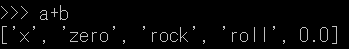 >>> a+b
['x', 'zero', 'rock', 'roll', 0.0]